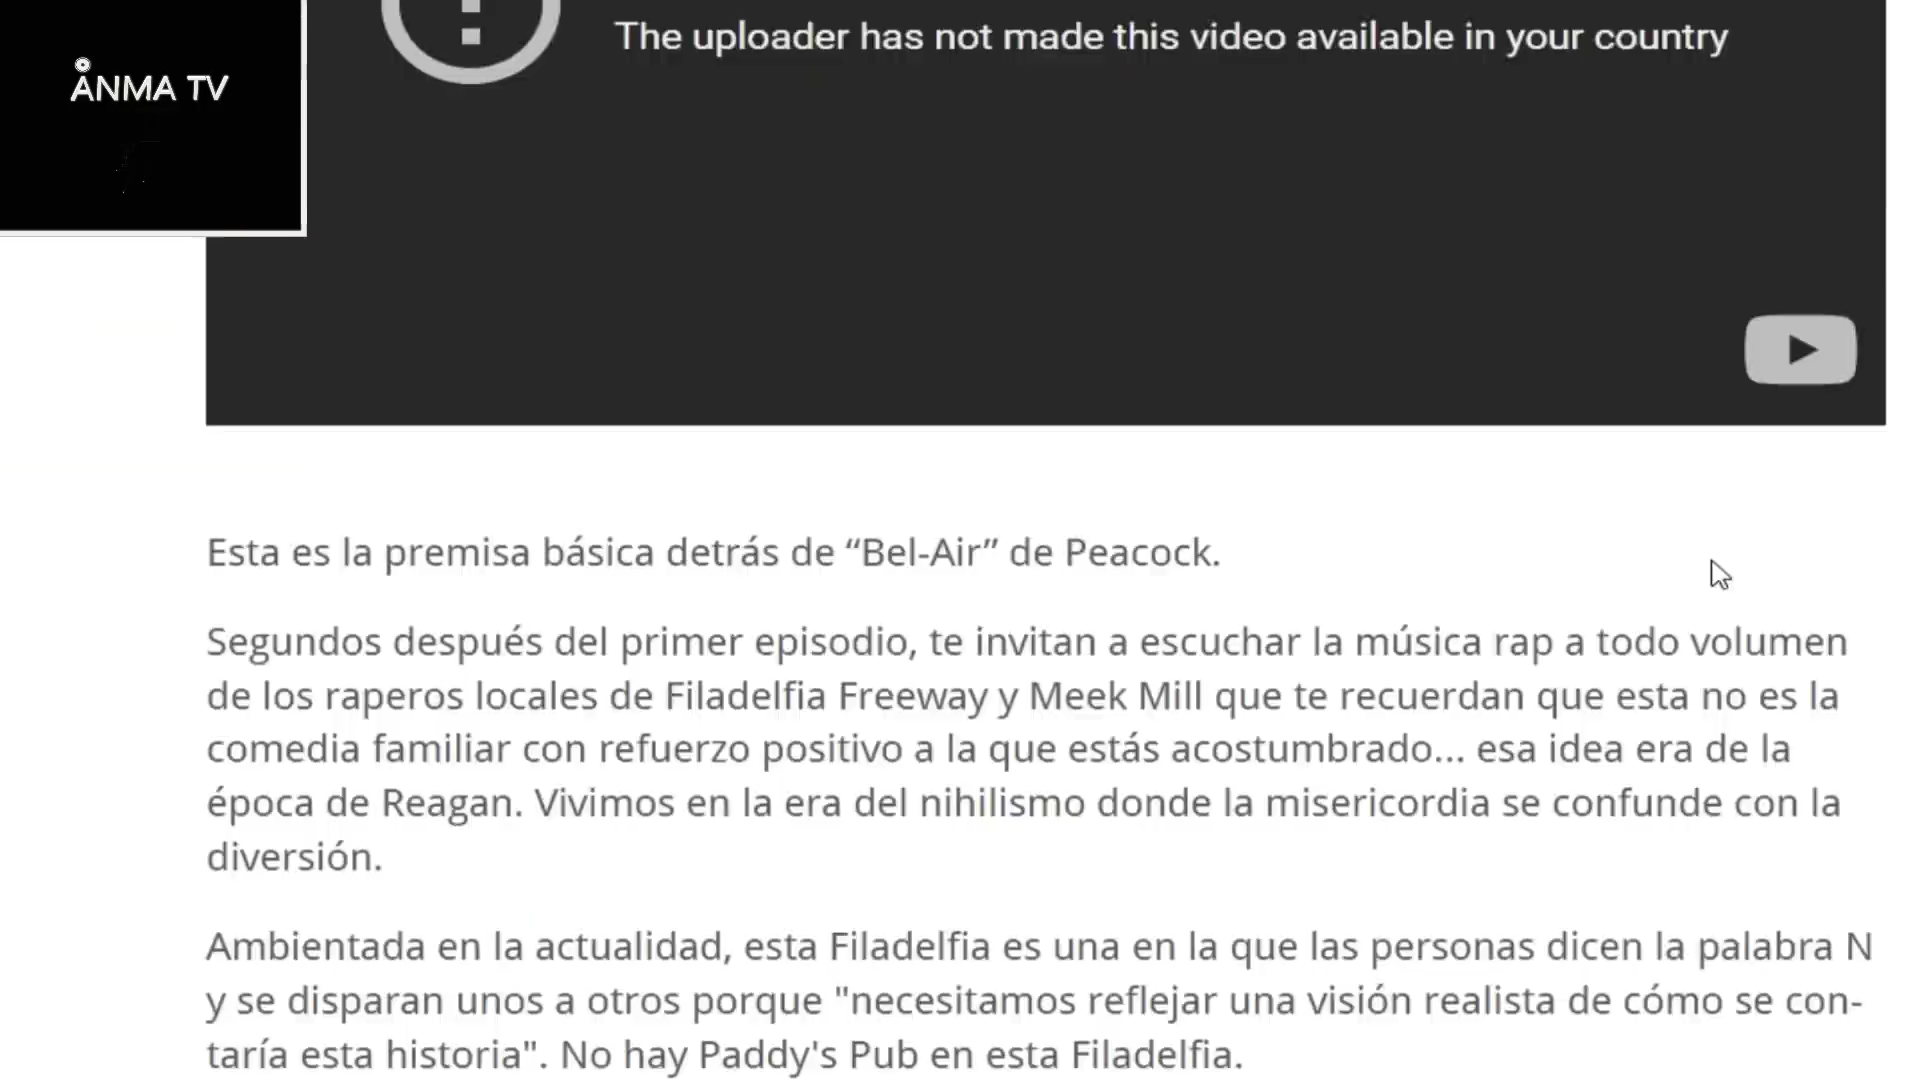 The uploader has not made this video available in your country
ÅNMA TV
Esta es la premisa básica detrás de “Bel-Air” de Peacock.
Segundos después del primer episodio, te invitan a escuchar la música rap a todo volumen
de los raperos locales de Filadelfia Freeway y Meek Mill que te recuerdan que esta no es la
comedia familiar con refuerzo positivo a la que estás acostumbrado... esa idea era de la
época de Reagan. Vivimos en la era del nihilismo donde la misericordia se confunde con la
diversión.
Ambientada en la actualidad, esta Filadelfia es una en la que las personas dicen la palabra N
y se disparan unos a otros porque "necesitamos reflejar una visión realista de cómo se con-
taría esta historia". No hay Paddy's Pub en esta Filadelfia.